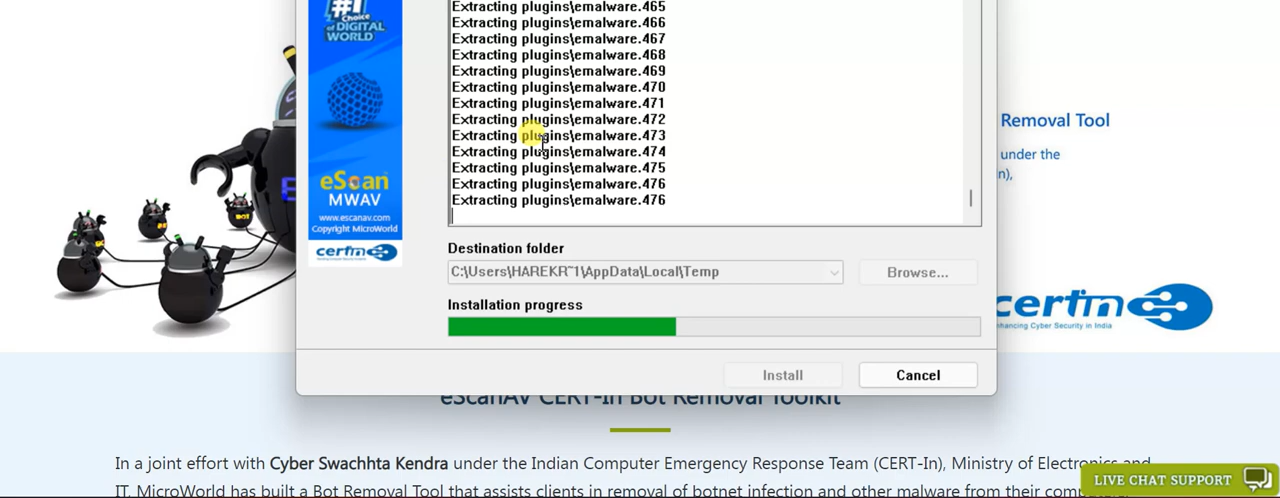 #1
Choice
of DIGITAL
WORLD
eScan
MWAV
www.escanav.com
Copyright MicroWorld
certin
Extracting plugins\emalware.465
Extracting plugins\emalware.466
Extracting plugins\emalware.467
Extracting plugins\emalware.468
Extracting plugins\emalware.469
Extracting plugins\emalware.470
Extracting plugins\emalware.471
Extracting plugins\emalware.472
Extracting plugins\emalware.473
Extracting plugins\emalware.474
Extracting plugins\emalware.475
Extracting plugins\emalware.476
Extracting plugins\emalware.476
Destination folder
C:\Users\HAREKR~1\AppData\Local\Temp
Browse...
Installation progress
Install
Cancel
Removal Tool
under the
n),
certin
Enhancing Cyber Security in India
eScanAV CERT-In Bot Removal Toolkit
In a joint effort with Cyber Swachhta Kendra under the Indian Computer Emergency Response Team (CERT-In), Ministry of Electronics and
IT, MicroWorld has built a Bot Removal Tool that assists clients in removal of botnet infection and other malware from their
LIVE CHAT SUPPORT